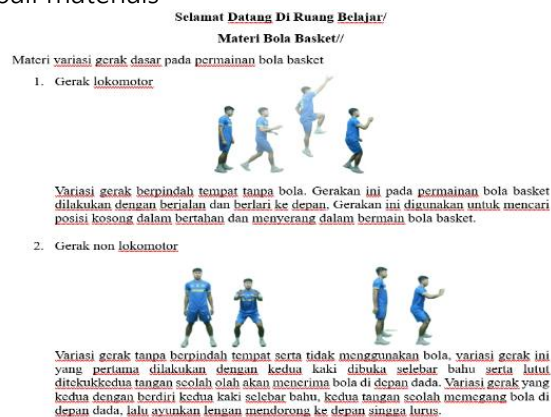 Selamat Datang Di Ruang Belajar/
Materi Bola Basket//
Materi variasi gerak dasar pada permainan bola basket
1. Gerak lokomotor
Variasi gerak berpindah tempat tanpa bola. Gerakan ini pada permainan bola basket
dilakukan dengan berjalan dan berlari ke depan, Gerakan ini digunakan untuk mencari
posisi kosong dalam bertahan dan menyerang dalam bermain bola basket.
2. Gerak non lokomotor
Variasi gerak tanpa berpindah tempat serta tidak menggunakan bola, variasi gerak ini
yang pertama dilakukan dengan kedua kaki dibuka selebar bahu serta lutut
ditekukkedua tangan seolah olah akan menerima bola di depan dada. Variasi gerak yang
kedua dengan berdiri kedua kaki selebar bahu, kedua tangan seolah memegang bola di
depan dada, lalu ayunkan lengan mendorong ke depan singga lurus.